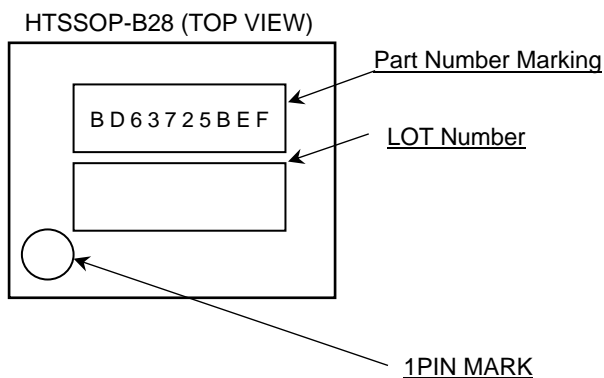 HTSSOP-B28 (TOP VIEW)
Part Number Marking
BD63725BEF
LOT Number
1PIN MARK